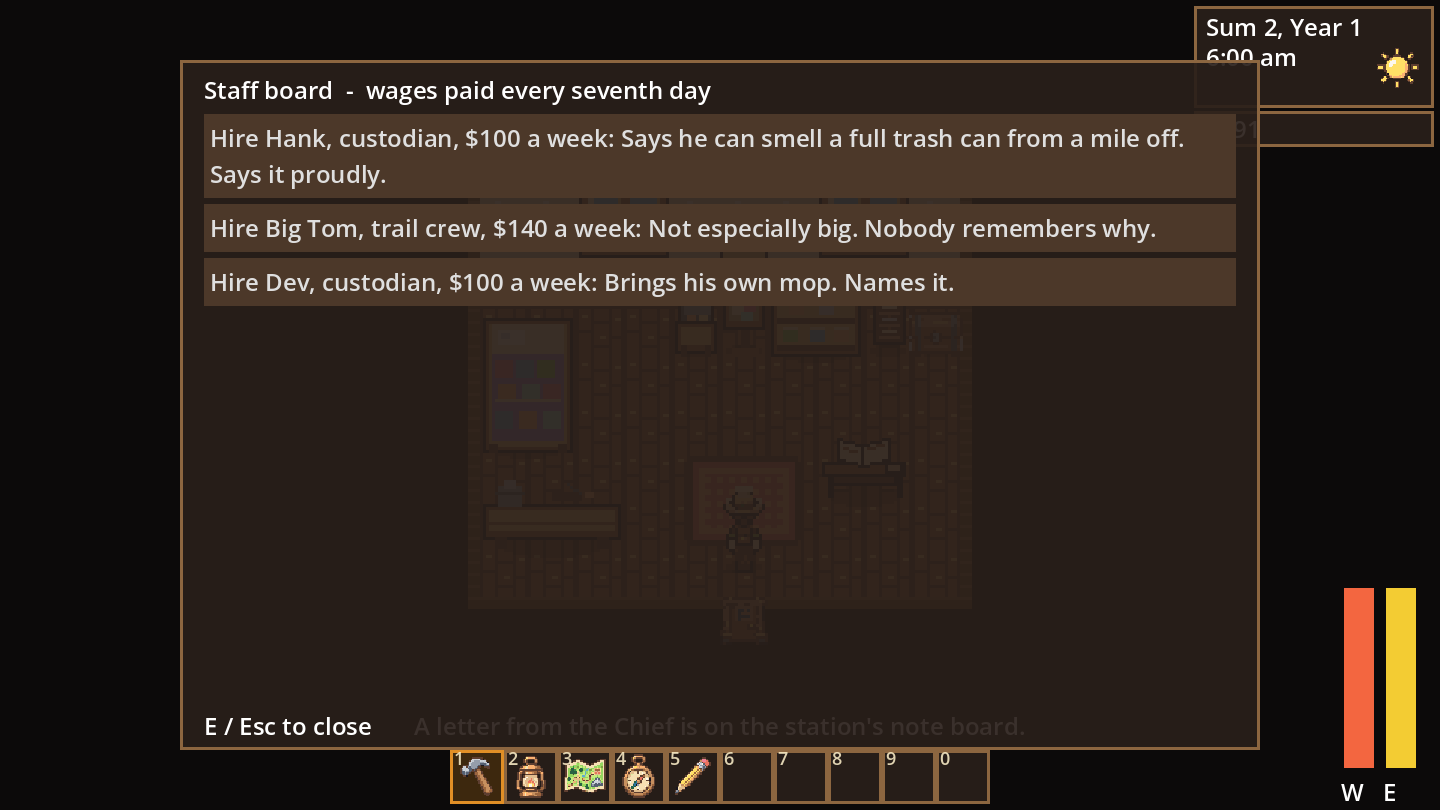 Sum 2, Year 1
6:00 am
Staff board - wages paid every seventh day
Hire Hank, custodian, $100 a week: Says he can smell a full trash can from a mile off.
Says it proudly.
Hire Big Tom, trail crew, $140 a week: Not especially big. Nobody remembers why.
Hire Dev, custodian, $100 a week: Brings his own mop. Names it.
E / Esc to close
A letter from the Chief is on the station's note board.
1 2 3 4 5 6 7 8 9 0
W E